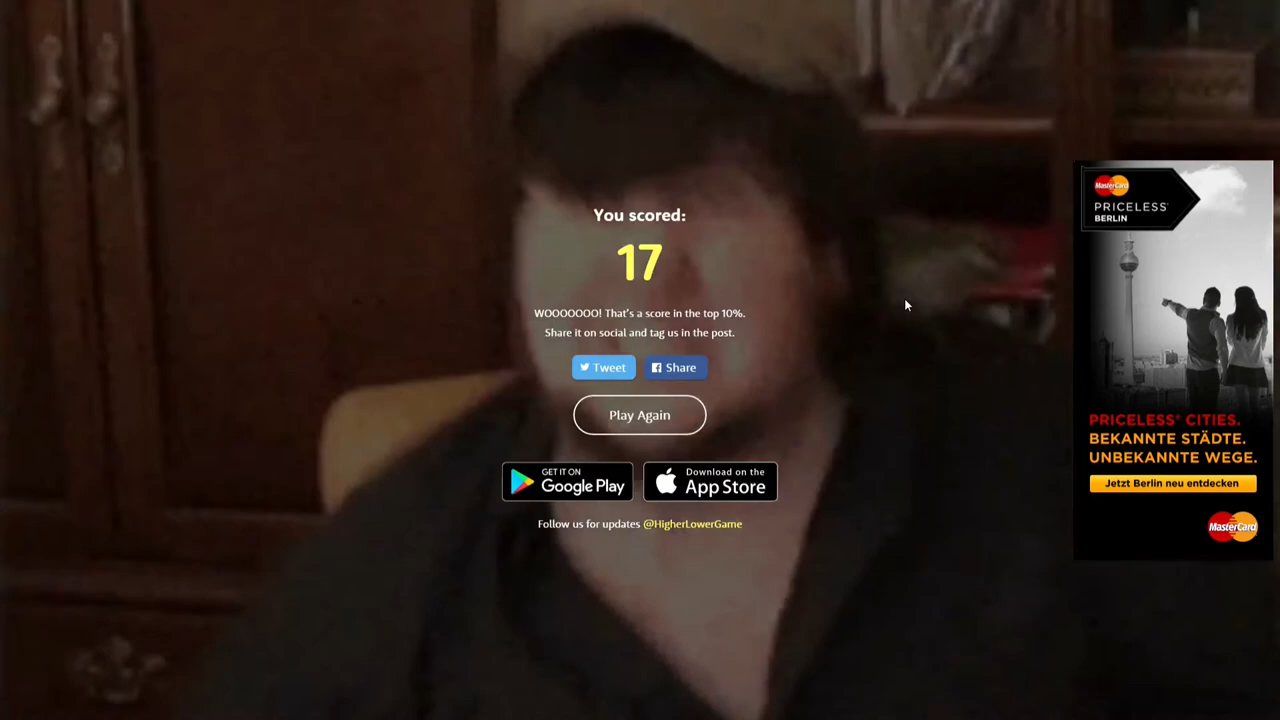 You scored:
17
WOOOOOOO! That's a score in the top 10%.
Share it on social and tag us in the post.
Tweet
Share
Play Again
GET IT ON
Google Play
Download on the
App Store
Follow us for updates @HigherLowerGame
MasterCard
PRICELESS®
BERLIN
PRICELESS® CITIES.
BEKANNTE STÄDTE.
UNBEKANNTE WEGE.
Jetzt Berlin neu entdecken
MasterCard